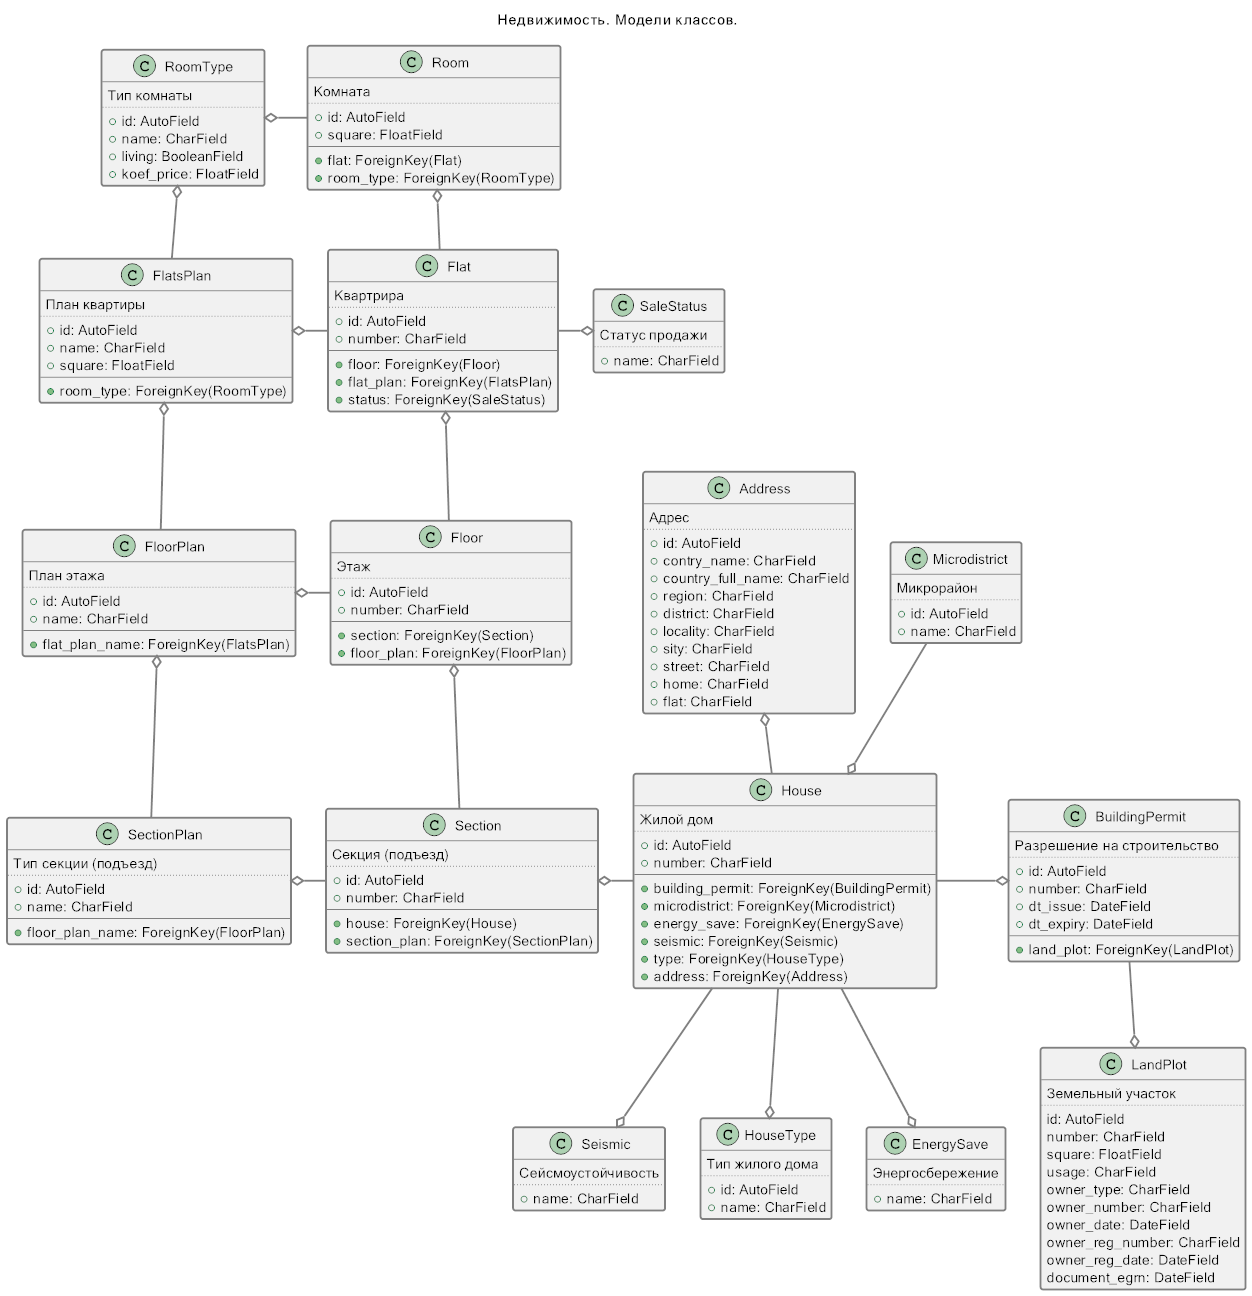 Недвижимость. Модели классов.
C RoomType
Тип комнаты
id: AutoField
name: CharField
living: BooleanField
koef_price: FloatField
C Room
Комната
id: AutoField
square: FloatField
flat: ForeignKey(Flat)
room_type: ForeignKey(RoomType)
C FlatsPlan
План квартиры
id: AutoField
name: CharField
square: FloatField
room_type: ForeignKey(RoomType)
C Flat
Квартрира
id: AutoField
number: CharField
floor: ForeignKey(Floor)
flat_plan: ForeignKey(FlatsPlan)
status: ForeignKey(SaleStatus)
C SaleStatus
Статус продажи
name: CharField
C FloorPlan
План этажа
id: AutoField
name: CharField
flat_plan_name: ForeignKey(FlatsPlan)
C Floor
Этаж
id: AutoField
number: CharField
section: ForeignKey(Section)
floor_plan: ForeignKey(FloorPlan)
C Address
Адрес
id: AutoField
contry_name: CharField
country_full_name: CharField
region: CharField
district: CharField
locality: CharField
sity: CharField
street: CharField
home: CharField
flat: CharField
C Microdistrict
Микрорайон
id: AutoField
name: CharField
C SectionPlan
Тип секции (подъезд)
id: AutoField
name: CharField
floor_plan_name: ForeignKey(FloorPlan)
C Section
Секция (подъезд)
id: AutoField
number: CharField
house: ForeignKey(House)
section_plan: ForeignKey(SectionPlan)
C House
Жилой дом
id: AutoField
number: CharField
building_permit: ForeignKey(BuildingPermit)
microdistrict: ForeignKey(Microdistrict)
energy_save: ForeignKey(EnergySave)
seismic: ForeignKey(Seismic)
type: ForeignKey(HouseType)
address: ForeignKey(Address)
C BuildingPermit
Разрешение на строительство
id: AutoField
number: CharField
dt_issue: DateField
dt_expiry: DateField
land_plot: ForeignKey(LandPlot)
C Seismic
Сейсмоустойчивость
name: CharField
C HouseType
Тип жилого дома
id: AutoField
name: CharField
C EnergySave
Энергосбережение
name: CharField
C LandPlot
Земельный участок
id: AutoField
number: CharField
square: FloatField
usage: CharField
owner_type: CharField
owner_number: CharField
owner_date: DateField
owner_reg_number: CharField
owner_reg_date: DateField
document_egrn: DateField